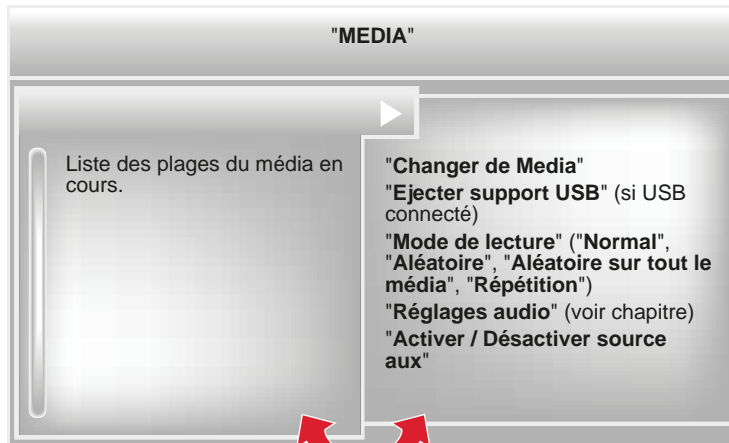 "MEDIA"
Liste des plages du média en
cours.
"Changer de Media"
"Ejecter support USB" (si USB
connecté)
"Mode de lecture" ("Normal",
"Aléatoire", "Aléatoire sur tout le
média", "Répétition")
"Réglages audio" (voir chapitre)
"Activer / Désactiver source
aux"